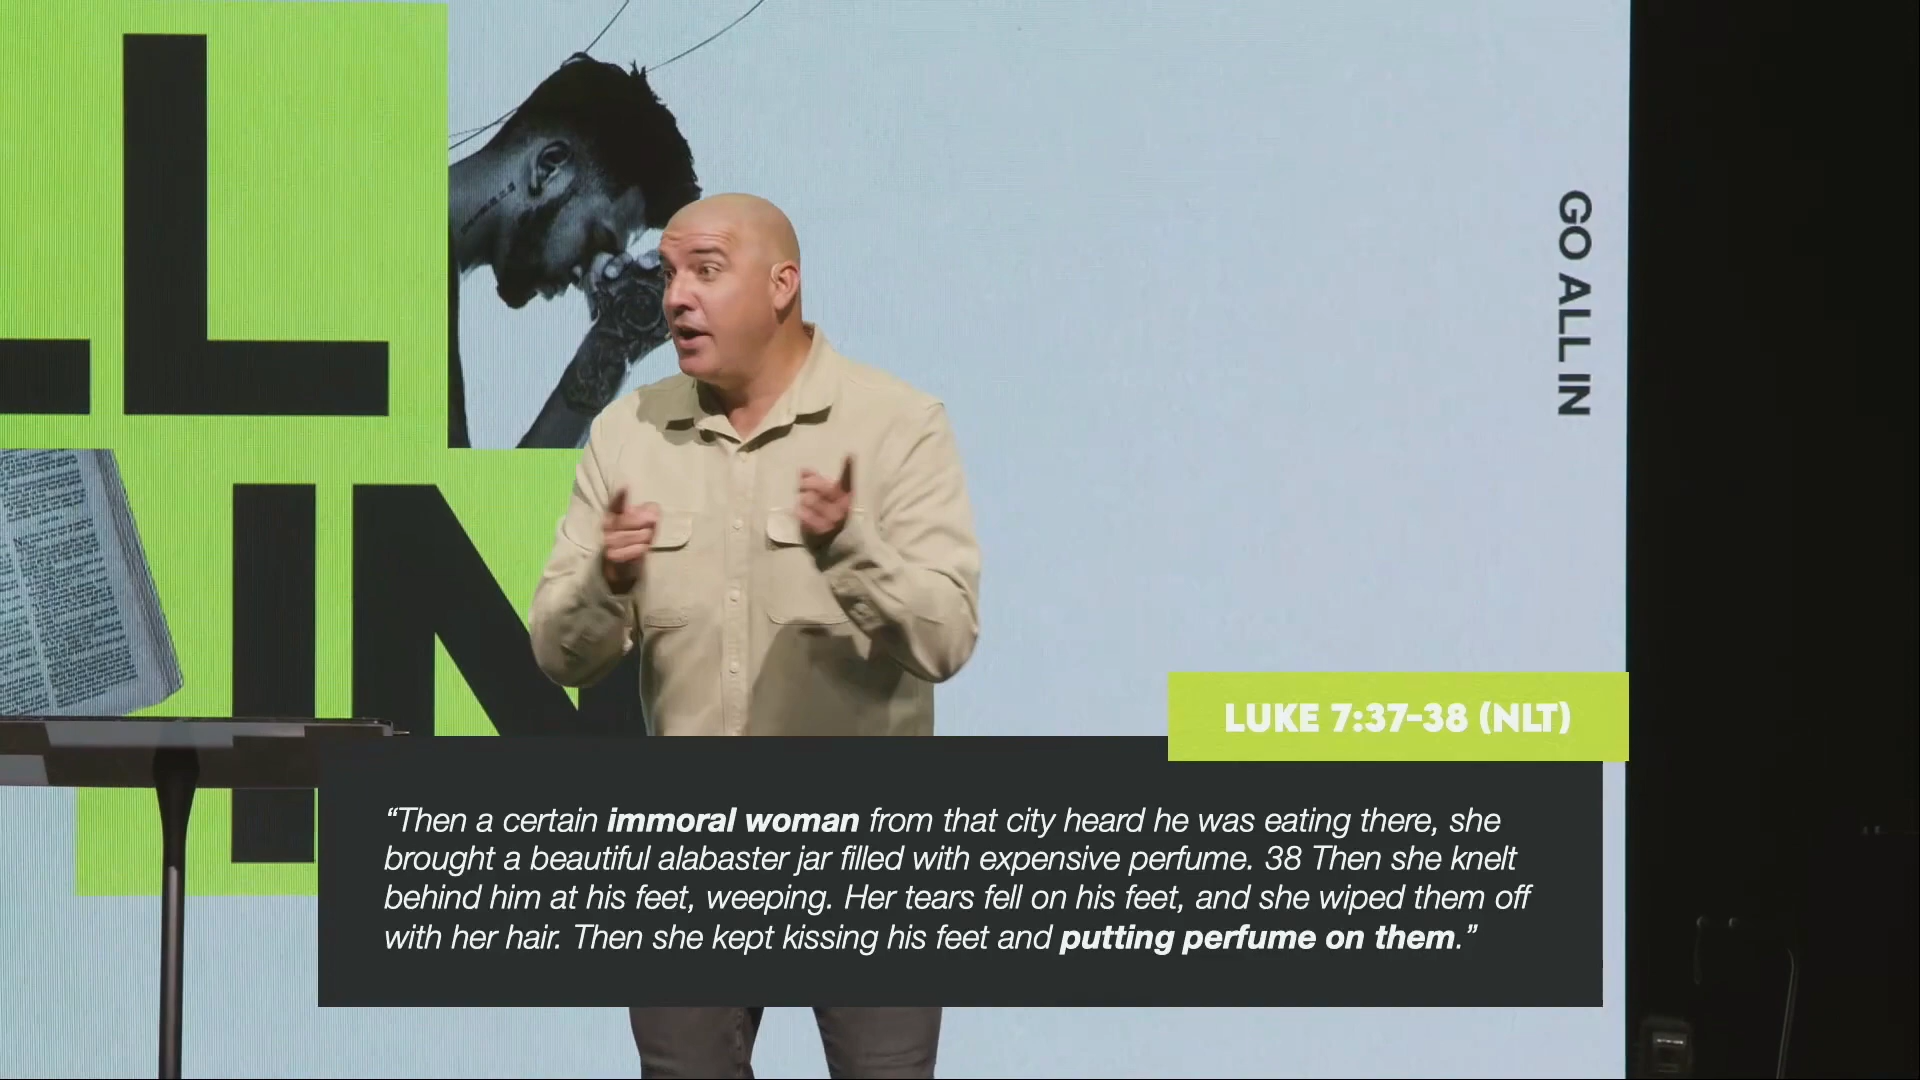 LL
IN
GO ALL IN
LUKE 7:37-38 (NLT)
“Then a certain immoral woman from that city heard he was eating there, she
brought a beautiful alabaster jar filled with expensive perfume. 38 Then she knelt
behind him at his feet, weeping. Her tears fell on his feet, and she wiped them off
with her hair. Then she kept kissing his feet and putting perfume on them.”